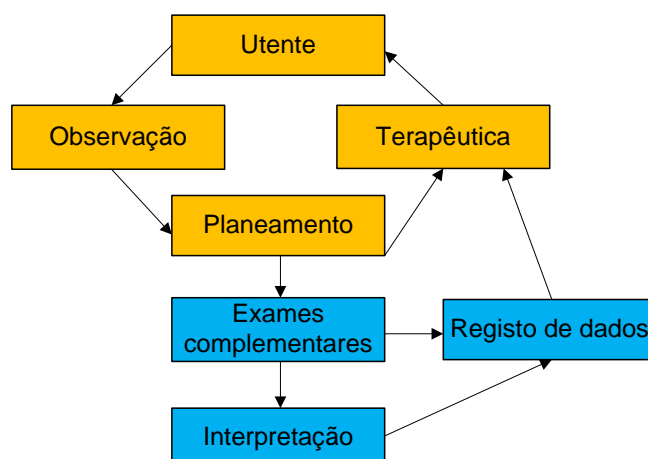 Utente
Observação
Terapêutica
Planeamento
Exames
complementares
Registo de dados
Interpretação